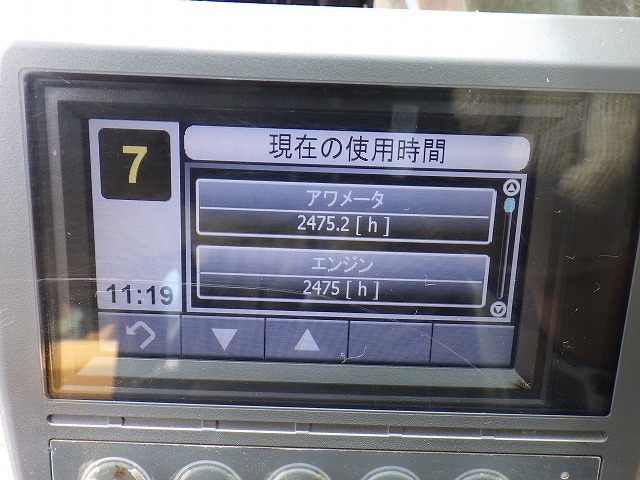 7
現在の使用時間
アワメータ
2475.2 [ h ]
エンジン
2475 [ h ]
11:19